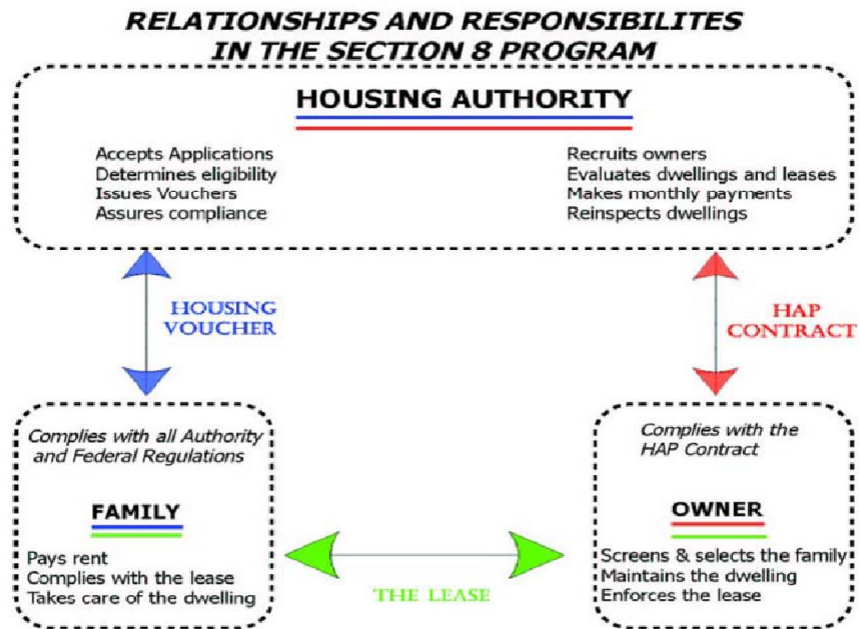 RELATIONSHIPS AND RESPONSIBILITES
IN THE SECTION 8 PROGRAM
HOUSING AUTHORITY
Accepts Applications
Determines eligibility
Issues Vouchers
Assures compliance
Recruits owners
Evaluates dwellings and leases
Makes monthly payments
Reinspects dwellings
HOUSING
VOUCHER
HAP
CONTRACT
Complies with all Authority
and Federal Regulations
FAMILY
Pays rent
Complies with the lease
Takes care of the dwelling
THE LEASE
Complies with the
HAP Contract
OWNER
Screens & selects the family
Maintains the dwelling
Enforces the lease